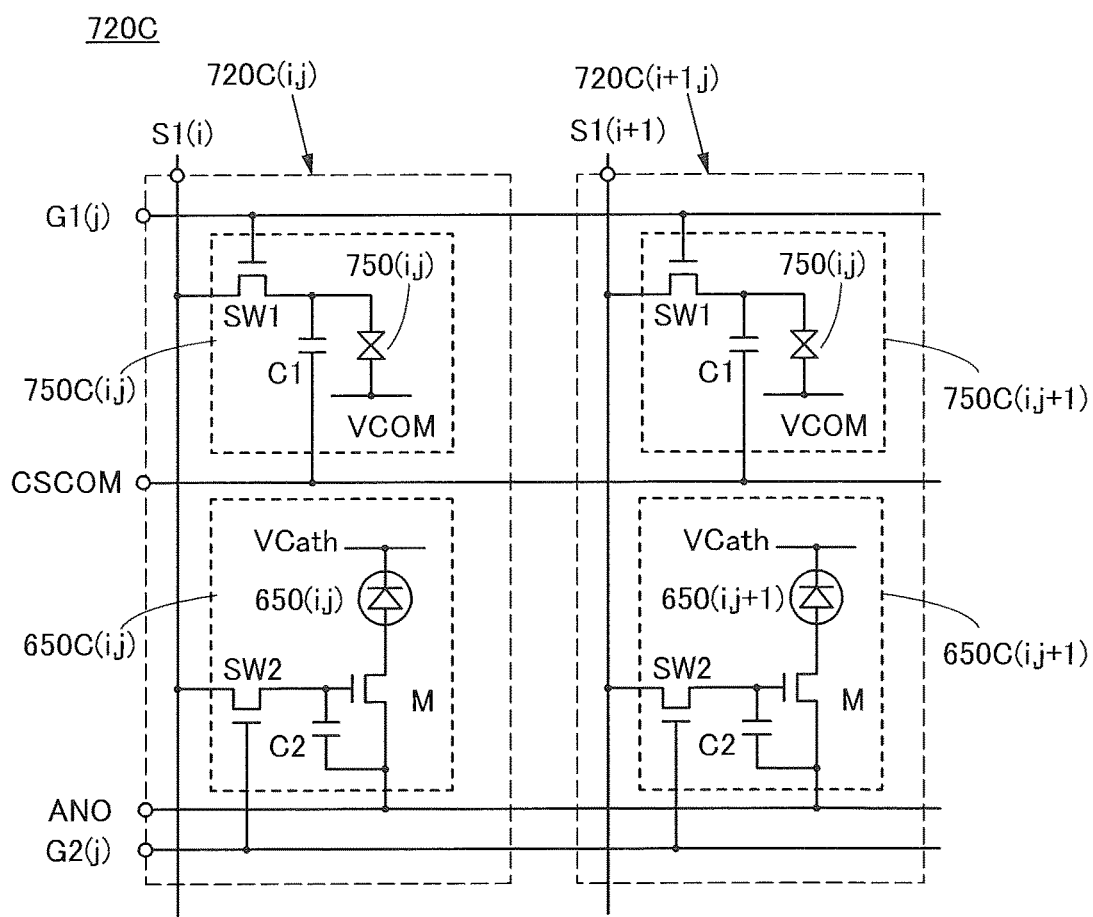 720C
720C(i,j)
720C(i+1,j)
S1(i)
S1(i+1)
G1(j)
750(i,j)
750(i,j)
SW1
SW1
C1
C1
750C(i,j)
750C(i,j+1)
VCOM
VCOM
CSCOM
VCath
VCath
650(i,j)
650(i,j+1)
650C(i,j)
650C(i,j+1)
SW2
SW2
M
M
C2
C2
ANO
G2(j)